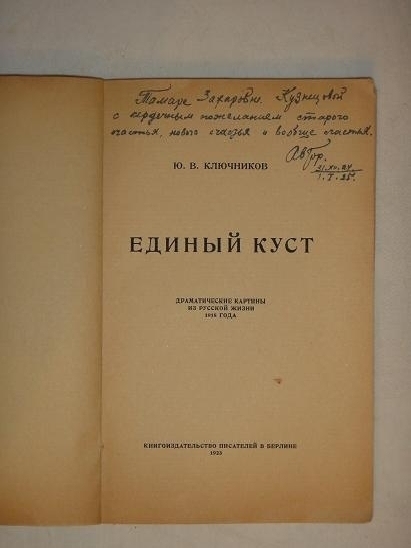 Тамаре Захаровне Кузнецовой
с сердечным пожеланием старого
счастья, нового счастья и вообще счастья.
Автор.
31.XII.24
1.I.25.
Ю. В. КЛЮЧНИКОВ
ЕДИНЫЙ КУСТ
ДРАМАТИЧЕСКИЕ КАРТИНЫ
ИЗ РУССКОЙ ЖИЗНИ
1918 ГОДА
КНИГОИЗДАТЕЛЬСТВО ПИСАТЕЛЕЙ В БЕРЛИНЕ
1923